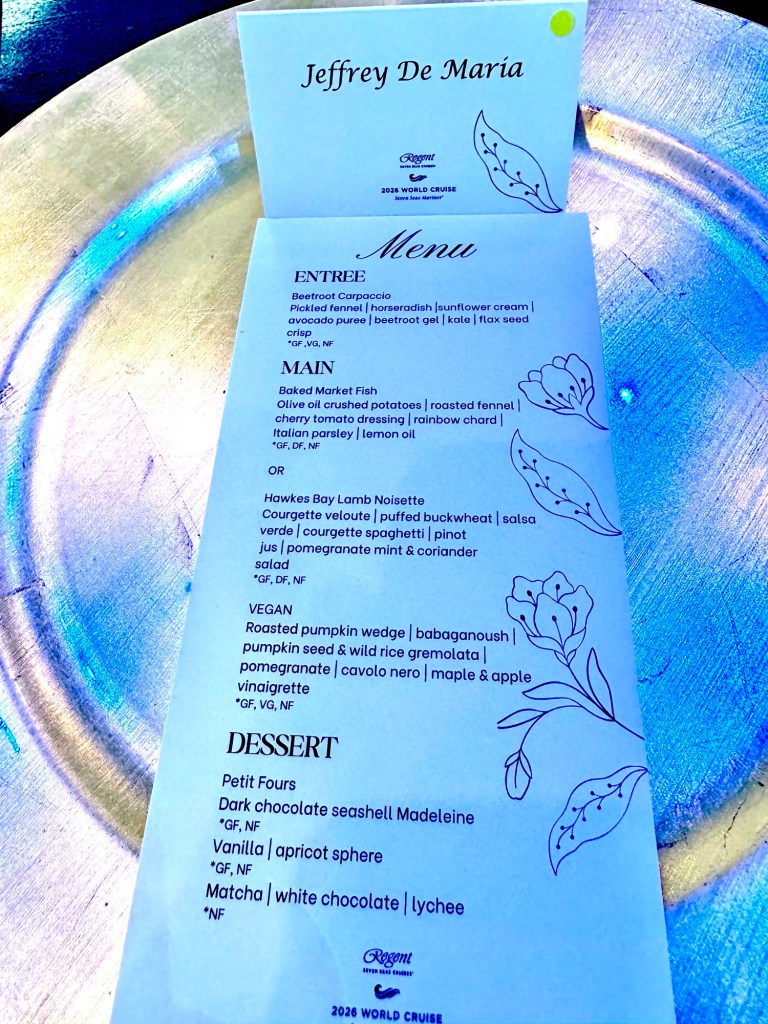 Jeffrey De Maria
Regent
SEVEN SEAS CRUISES
2026 WORLD CRUISE
Seven Seas Mariner®
Menu
ENTREE
Beetroot Carpaccio
Pickled fennel | horseradish |sunflower cream |
avocado puree | beetroot gel | kale | flax seed
crisp
*GF ,VG, NF
MAIN
Baked Market Fish
Olive oil crushed potatoes | roasted fennel |
cherry tomato dressing | rainbow chard |
Italian parsley | lemon oil
*GF, DF, NF
OR
Hawkes Bay Lamb Noisette
Courgette veloute | puffed buckwheat | salsa
verde | courgette spaghetti | pinot
jus | pomegranate mint & coriander
salad
*GF, DF, NF
VEGAN
Roasted pumpkin wedge | babaganoush |
pumpkin seed & wild rice gremolata |
pomegranate | cavolo nero | maple & apple
vinaigrette
*GF, VG, NF
DESSERT
Petit Fours
Dark chocolate seashell Madeleine
*GF, NF
Vanilla | apricot sphere
*GF, NF
Matcha | white chocolate | lychee
*NF
Regent
SEVEN SEAS CRUISES®
2026 WORLD CRUISE